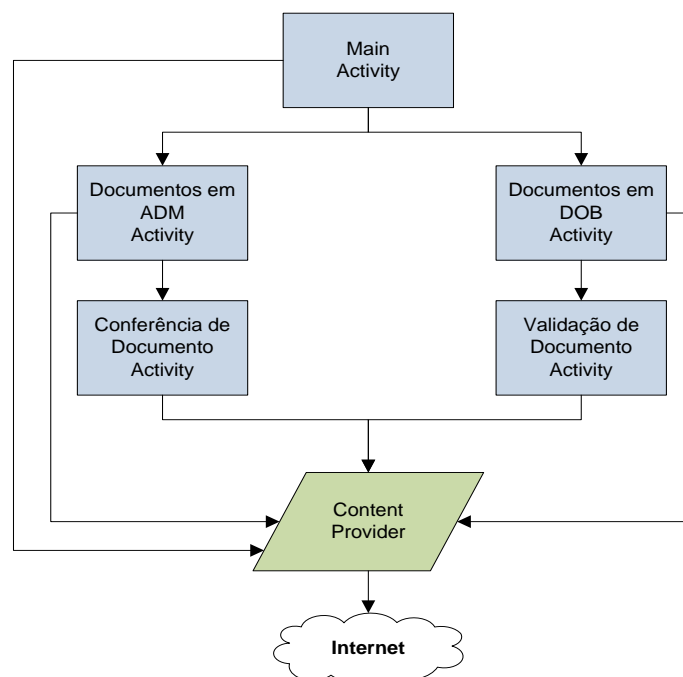 Main
Activity
Documentos em
ADM
Activity
Documentos em
DOB
Activity
Conferência de
Documento
Activity
Validação de
Documento
Activity
Content
Provider
Internet